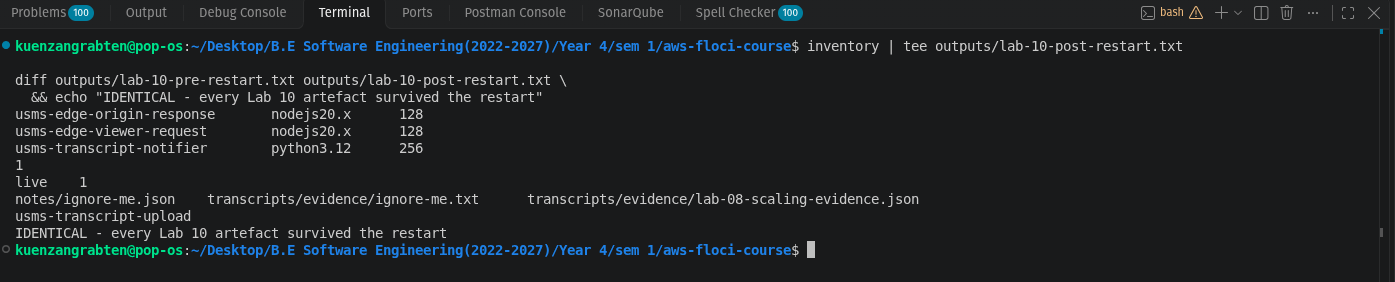 Problems 100 Output Debug Console Terminal Ports Postman Console SonarQube Spell Checker 100 bash
kuenzangrabten@pop-os:~/Desktop/B.E Software Engineering(2022-2027)/Year 4/sem 1/aws-floci-course$ inventory | tee outputs/lab-10-post-restart.txt
diff outputs/lab-10-pre-restart.txt outputs/lab-10-post-restart.txt \
  && echo "IDENTICAL - every Lab 10 artefact survived the restart"
usms-edge-origin-response       nodejs20.x      128
usms-edge-viewer-request        nodejs20.x      128
usms-transcript-notifier        python3.12      256
1
live    1
notes/ignore-me.json    transcripts/evidence/ignore-me.txt      transcripts/evidence/lab-08-scaling-evidence.json
usms-transcript-upload
IDENTICAL - every Lab 10 artefact survived the restart
kuenzangrabten@pop-os:~/Desktop/B.E Software Engineering(2022-2027)/Year 4/sem 1/aws-floci-course$